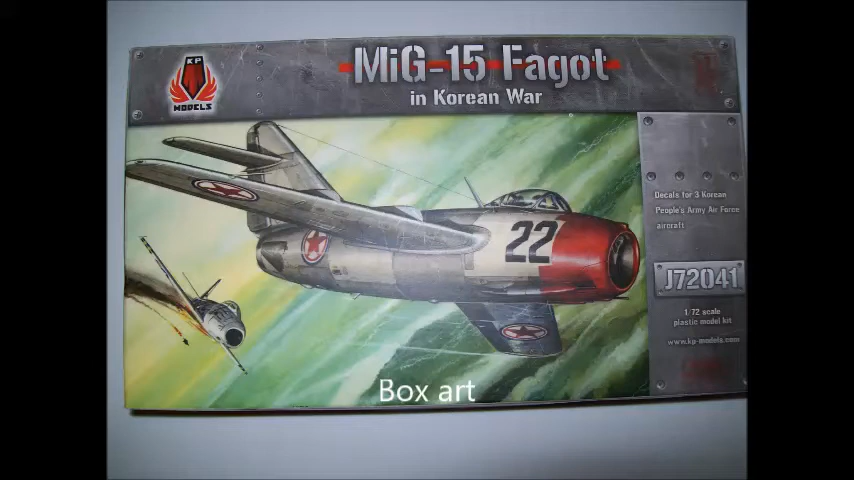 KP
MODELS
MiG-15 Fagot
in Korean War
22
Decals for 3 Korean
People's Army Air Force
aircraft
J72041
1/72 scale
plastic model kit
www.kp-models.com
Box art